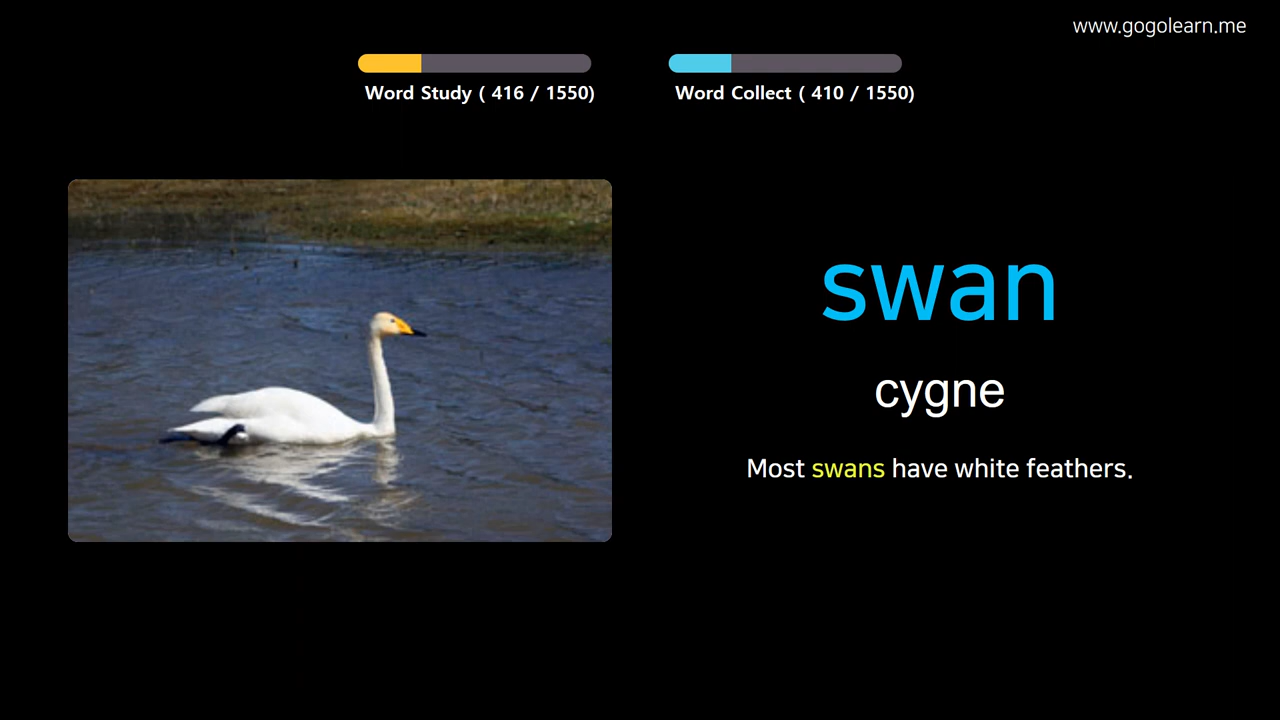 www.gogolearn.me
Word Study ( 416 / 1550)
Word Collect ( 410 / 1550)
swan
cygne
Most swans have white feathers.